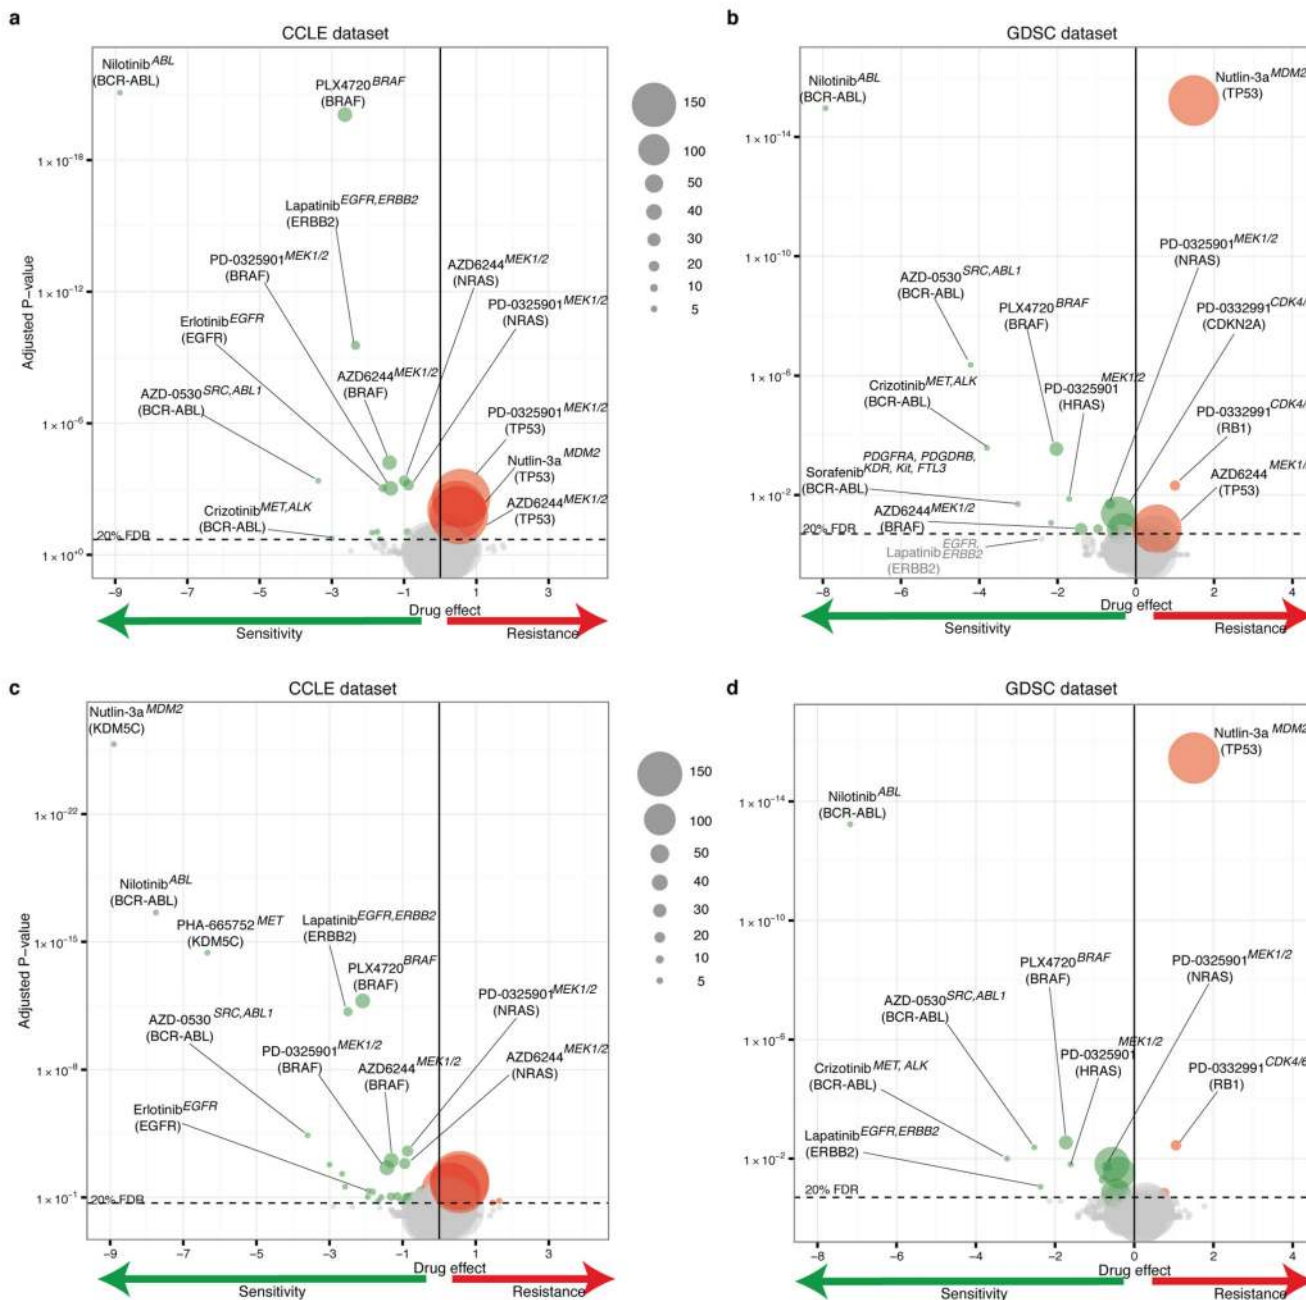 a
CCLE dataset
Nilotinib ABL
(BCR-ABL)
PLX4720 BRAF
(BRAF)
1 × 10−18
Lapatinib EGFR,ERBB2
(ERBB2)
PD-0325901 MEK1/2
(BRAF)
AZD6244 MEK1/2
(NRAS)
1 × 10−12
PD-0325901 MEK1/2
(NRAS)
Erlotinib EGFR
(EGFR)
AZD-0530 SRC,ABL1
(BCR-ABL)
AZD6244 MEK1/2
(BRAF)
PD-0325901 MEK1/2
(TP53)
1 × 10−6
Nutlin-3a MDM2
(TP53)
Crizotinib MET,ALK
(BCR-ABL)
AZD6244 MEK1/2
(TP53)
20% FDR
1 × 10−0
Adjusted P−value
−9 −7 −5 −3 −1 1 3
Drug effect
Sensitivity
Resistance
150
100
50
40
30
20
10
5
b
GDSC dataset
Nilotinib ABL
(BCR-ABL)
Nutlin-3a MDM2
(TP53)
1 × 10−14
PD-0325901 MEK1/2
(NRAS)
1 × 10−10
AZD-0530 SRC,ABL1
(BCR-ABL)
PLX4720 BRAF
(BRAF)
PD-0332991 CDK4/
(CDKN2A)
1 × 10−6
Crizotinib MET,ALK
(BCR-ABL)
PD-0325901 MEK1/2
(HRAS)
PD-0332991 CDK4/
(RB1)
PDGFRA, PDGDRB,
KDR, Kit, FTL3
Sorafenib
(BCR-ABL)
AZD6244 MEK1/
(TP53)
1 × 10−2
AZD6244 MEK1/2
(BRAF)
20% FDR
Lapatinib EGFR, ERBB2
(ERBB2)
−8 −6 −4 −2 0 2 4
Drug effect
Sensitivity
Resistance
c
CCLE dataset
Nutlin-3a MDM2
(KDM5C)
1 × 10−22
Nilotinib ABL
(BCR-ABL)
PHA-665752 MET
(KDM5C)
Lapatinib EGFR,ERBB2
(ERBB2)
1 × 10−15
PLX4720 BRAF
(BRAF)
PD-0325901 MEK1/2
(NRAS)
AZD-0530 SRC,ABL1
(BCR-ABL)
PD-0325901 MEK1/2
(BRAF)
AZD6244 MEK1/2
(BRAF)
AZD6244 MEK1/2
(NRAS)
1 × 10−8
Erlotinib EGFR
(EGFR)
1 × 10−1
20% FDR
Adjusted P−value
−9 −7 −5 −3 −1 1 3
Drug effect
Sensitivity
Resistance
150
100
50
40
30
20
10
5
d
GDSC dataset
Nutlin-3a MDM2
(TP53)
Nilotinib ABL
(BCR-ABL)
1 × 10−14
1 × 10−10
PLX4720 BRAF
(BRAF)
PD-0325901 MEK1/2
(NRAS)
AZD-0530 SRC,ABL1
(BCR-ABL)
1 × 10−6
PD-0325901 MEK1/2
(HRAS)
Crizotinib MET, ALK
(BCR-ABL)
PD-0332991 CDK4/6
(RB1)
Lapatinib EGFR,ERBB2
(ERBB2)
1 × 10−2
20% FDR
−8 −6 −4 −2 0 2 4
Drug effect
Sensitivity
Resistance